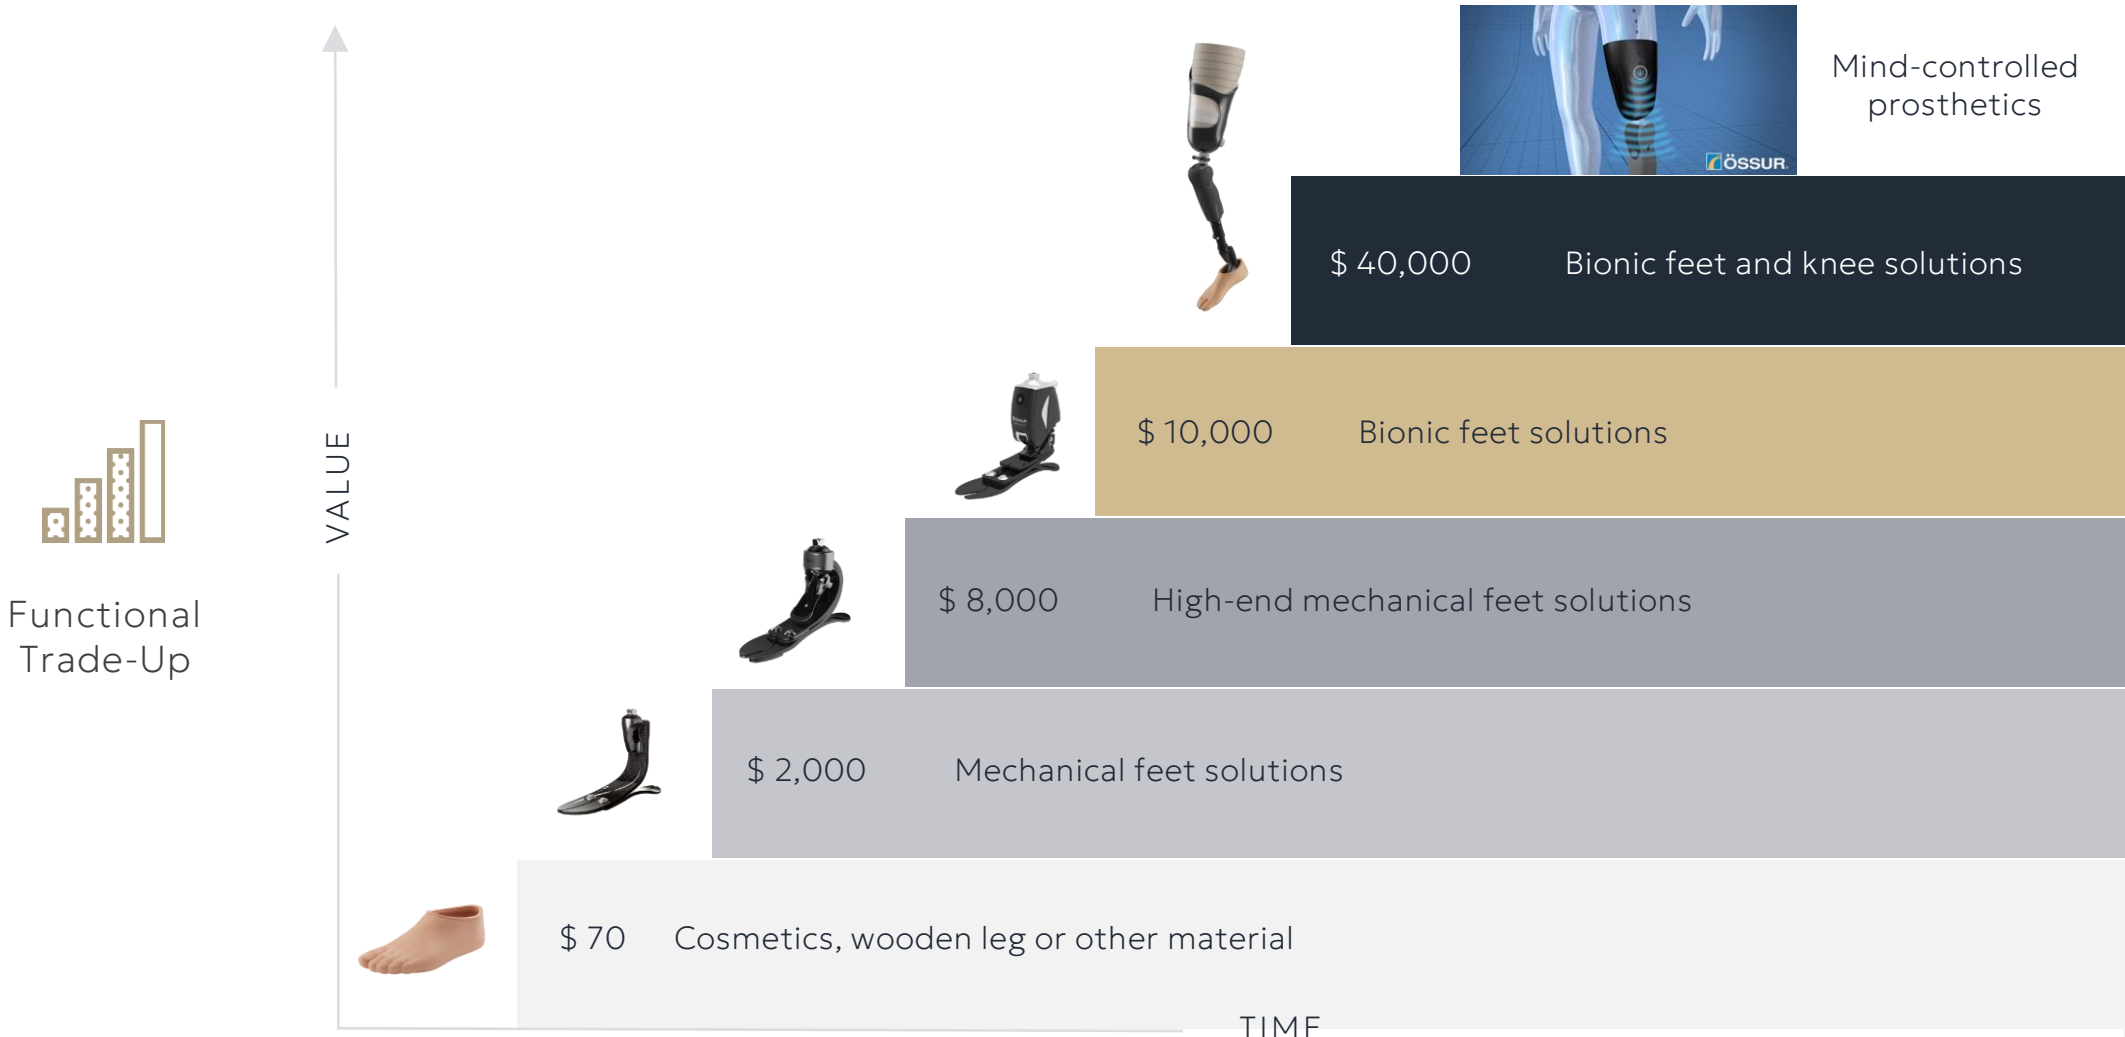 Mind-controlled
prosthetics
ÖSSUR
$ 40,000 Bionic feet and knee solutions
$ 10,000 Bionic feet solutions
VALUE
$ 8,000 High-end mechanical feet solutions
Functional
Trade-Up
$ 2,000 Mechanical feet solutions
$ 70 Cosmetics, wooden leg or other material
TIME